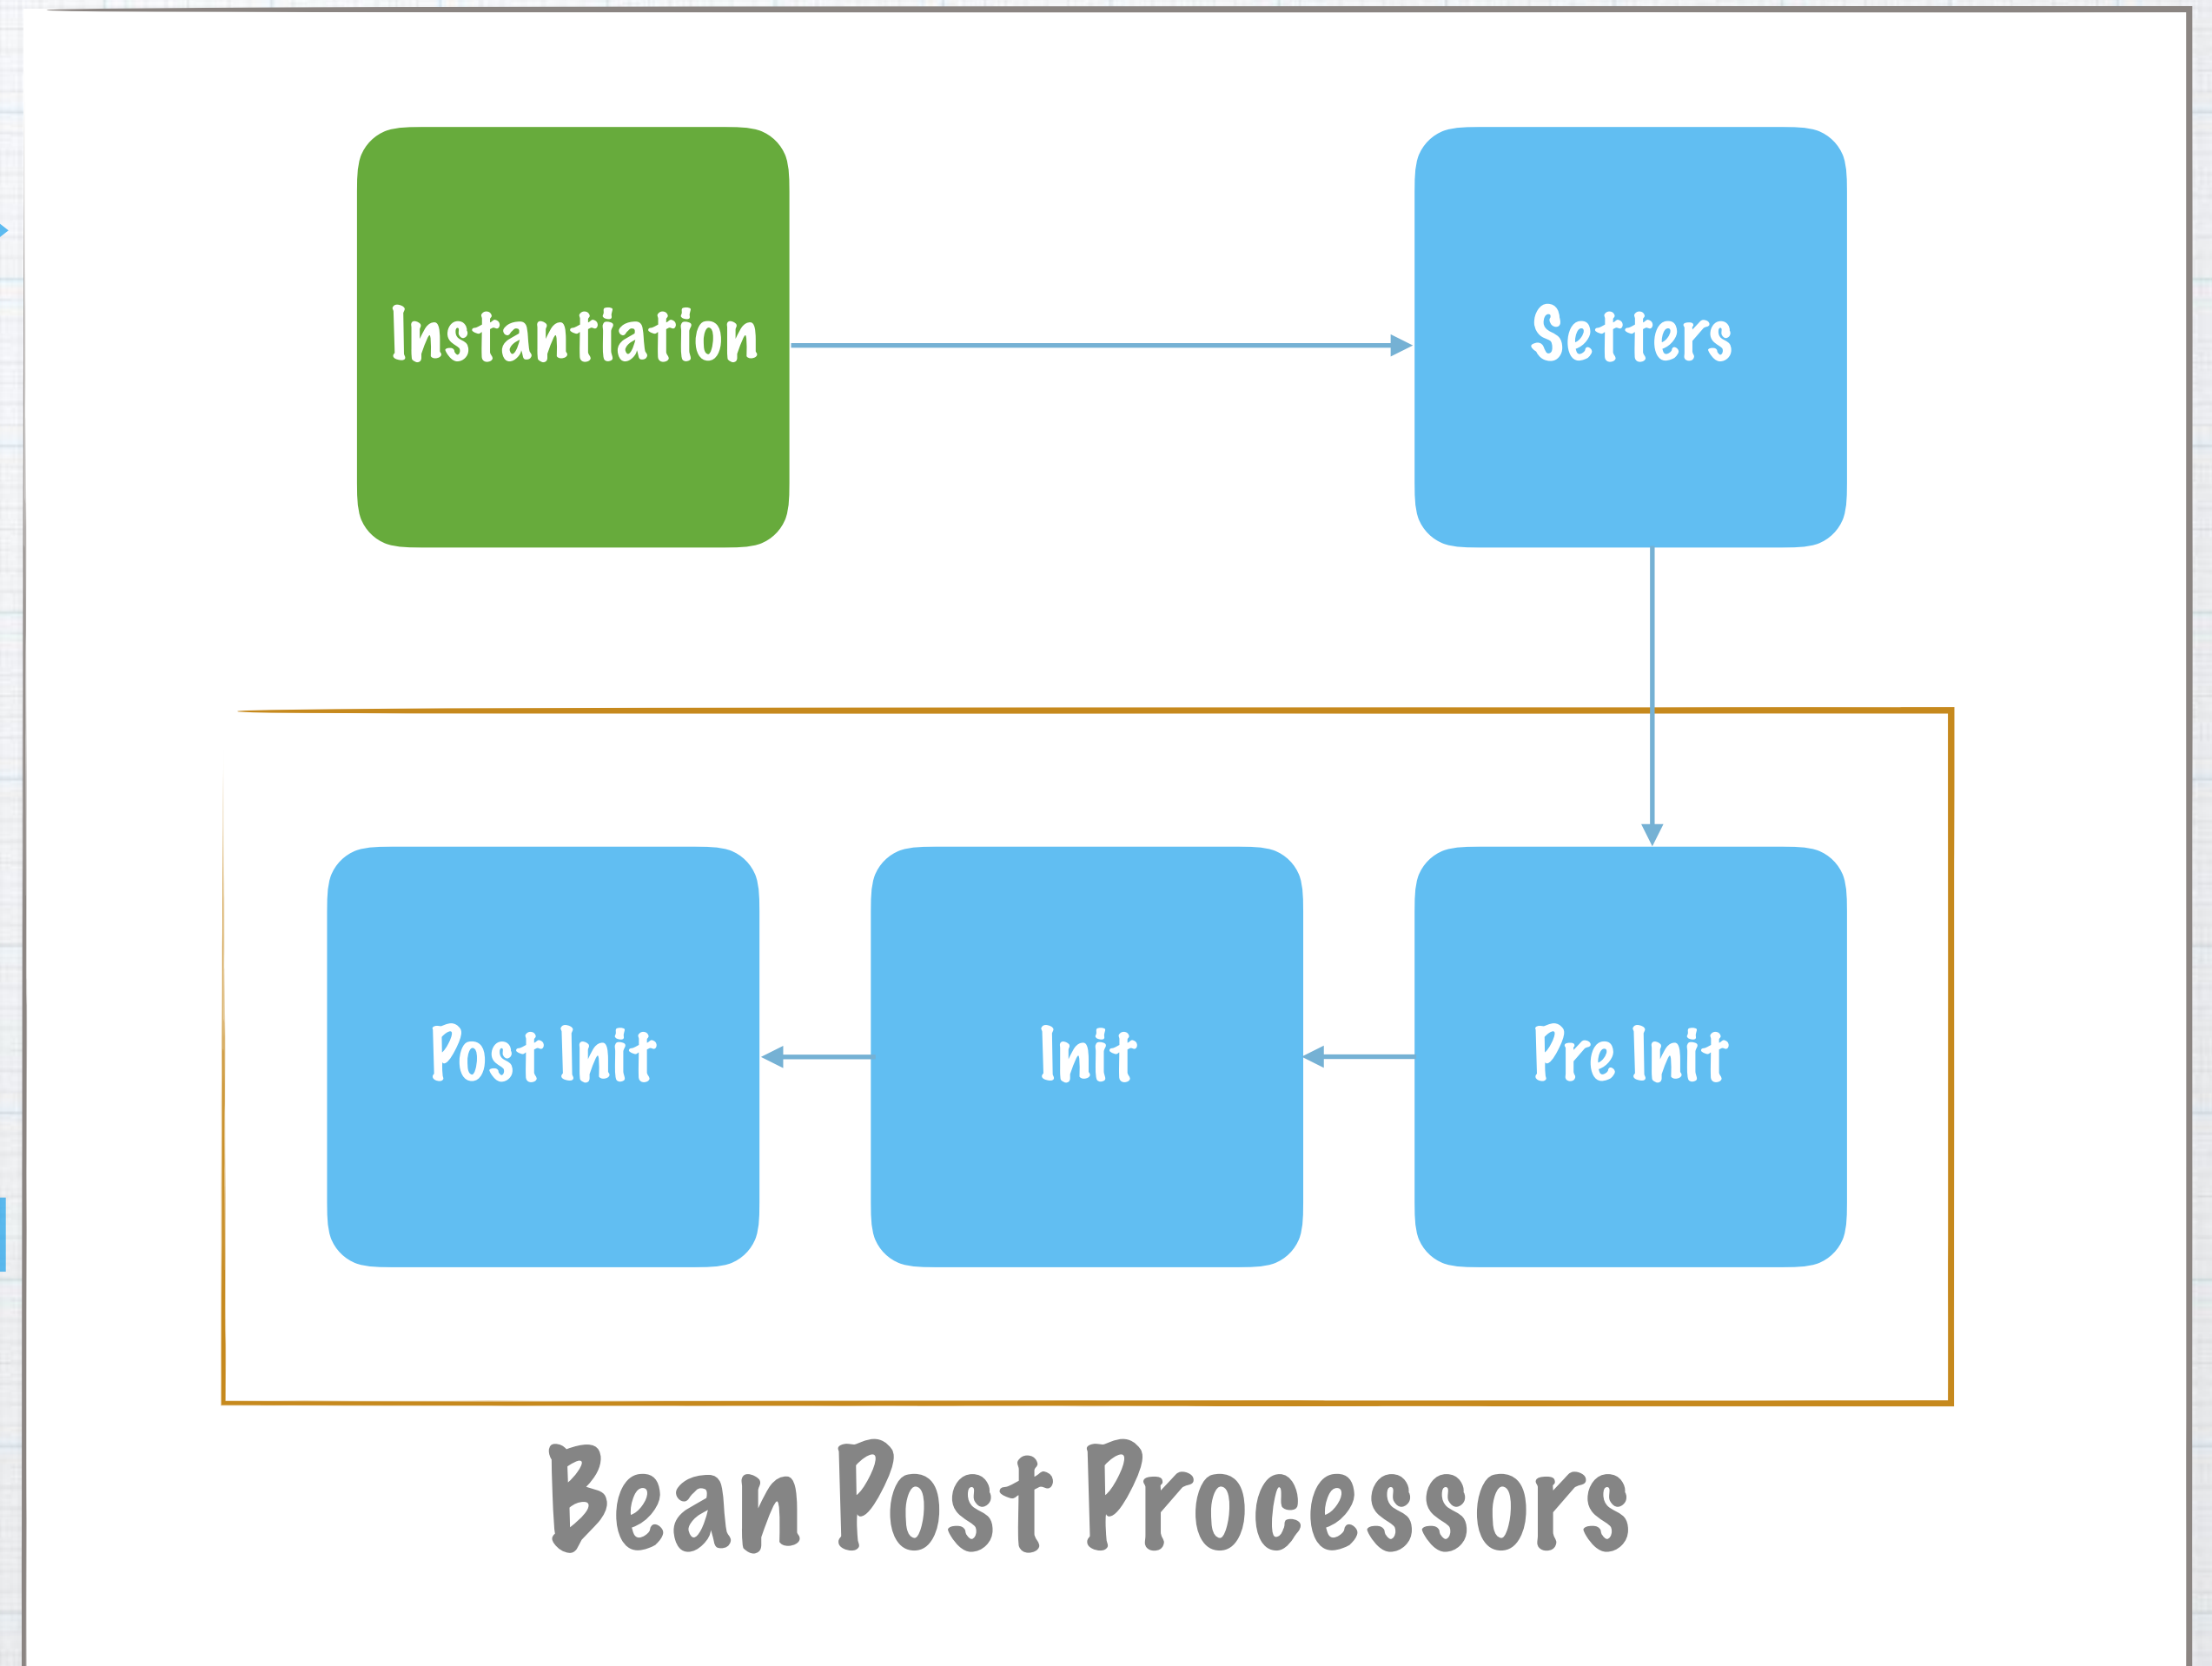 Instantiation
Setters
Post Init
Init
Pre Init
Bean Post Processors